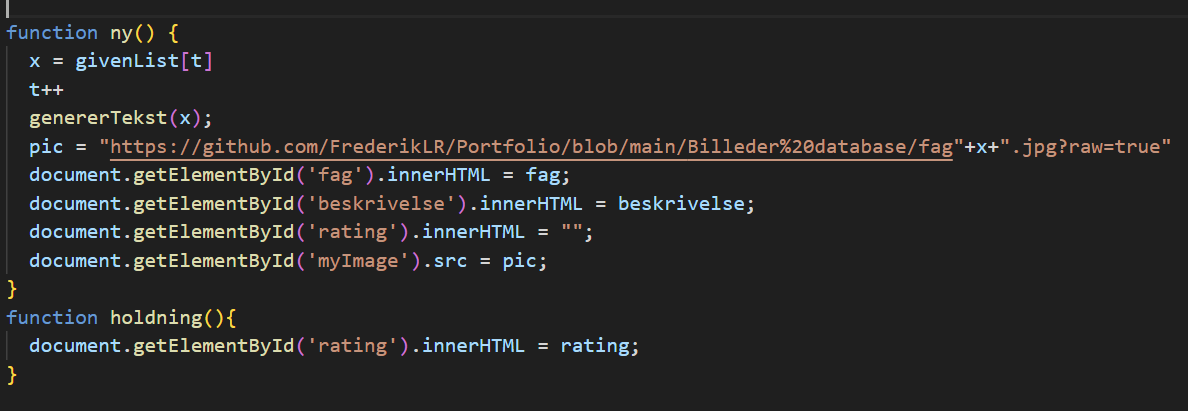 function ny() {
x = givenList[t]
t++
genererTekst(x);
pic = "https://github.com/FrederikLR/Portfolio/blob/main/Billeder%20database/fag"+x+".jpg?raw=true"
document.getElementById('fag').innerHTML = fag;
document.getElementById('beskrivelse').innerHTML = beskrivelse;
document.getElementById('rating').innerHTML = "";
document.getElementById('myImage').src = pic;
}
function holdning(){
document.getElementById('rating').innerHTML = rating;
}